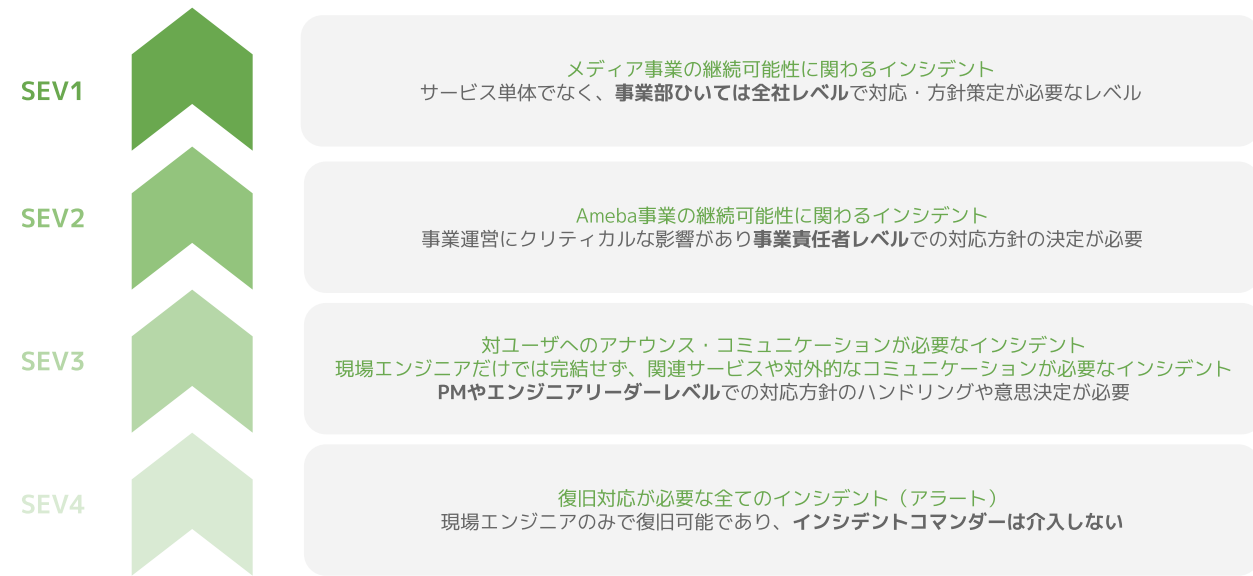 SEV1
メディア事業の継続可能性に関わるインシデント
サービス単体でなく、事業部ひいては全社レベルで対応・方針策定が必要なレベル
SEV2
Ameba事業の継続可能性に関わるインシデント
事業運営にクリティカルな影響があり事業責任者レベルでの対応方針の決定が必要
SEV3
対ユーザへのアナウンス・コミュニケーションが必要なインシデント
現場エンジニアだけでは完結せず、関連サービスや対外的なコミュニケーションが必要なインシデント
PMやエンジニアリーダーレベルでの対応方針のハンドリングや意思決定が必要
SEV4
復旧対応が必要な全てのインシデント（アラート）
現場エンジニアのみで復旧可能であり、インシデントコマンダーは介入しない